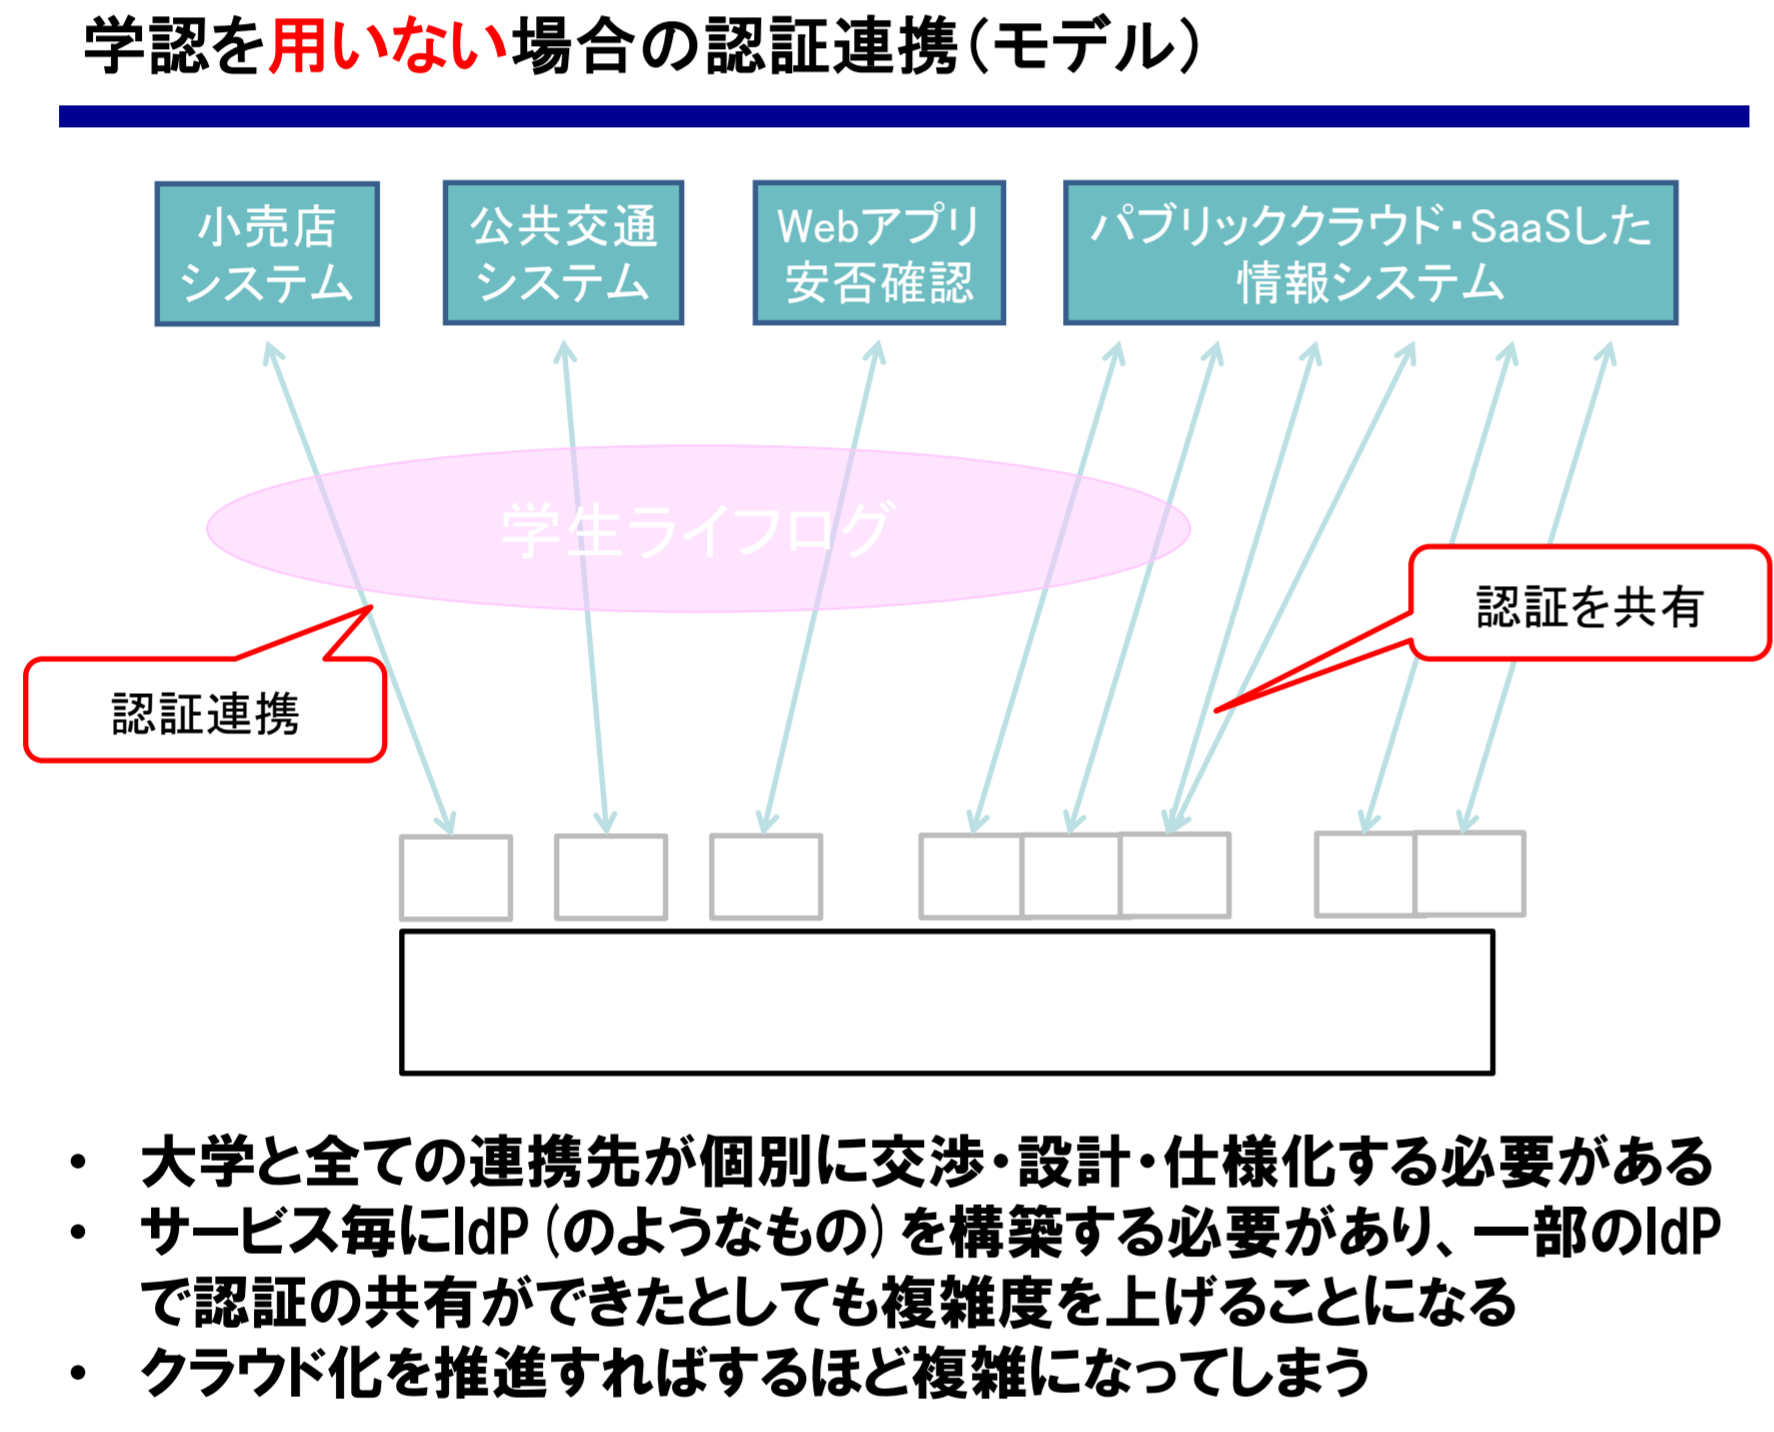 学認を用いない場合の認証連携(モデル)
小売店
システム
公共交通
システム
Webアプリ
安否確認
パブリッククラウド・SaaSした
情報システム
学生ライフログ
認証を共有
認証連携
• 大学と全ての連携先が個別に交渉・設計・仕様化する必要がある
• サービス毎にIdP(のようなもの)を構築する必要があり、一部のIdP
で認証の共有ができたとしても複雑度を上げることになる
• クラウド化を推進すればするほど複雑になってしまう